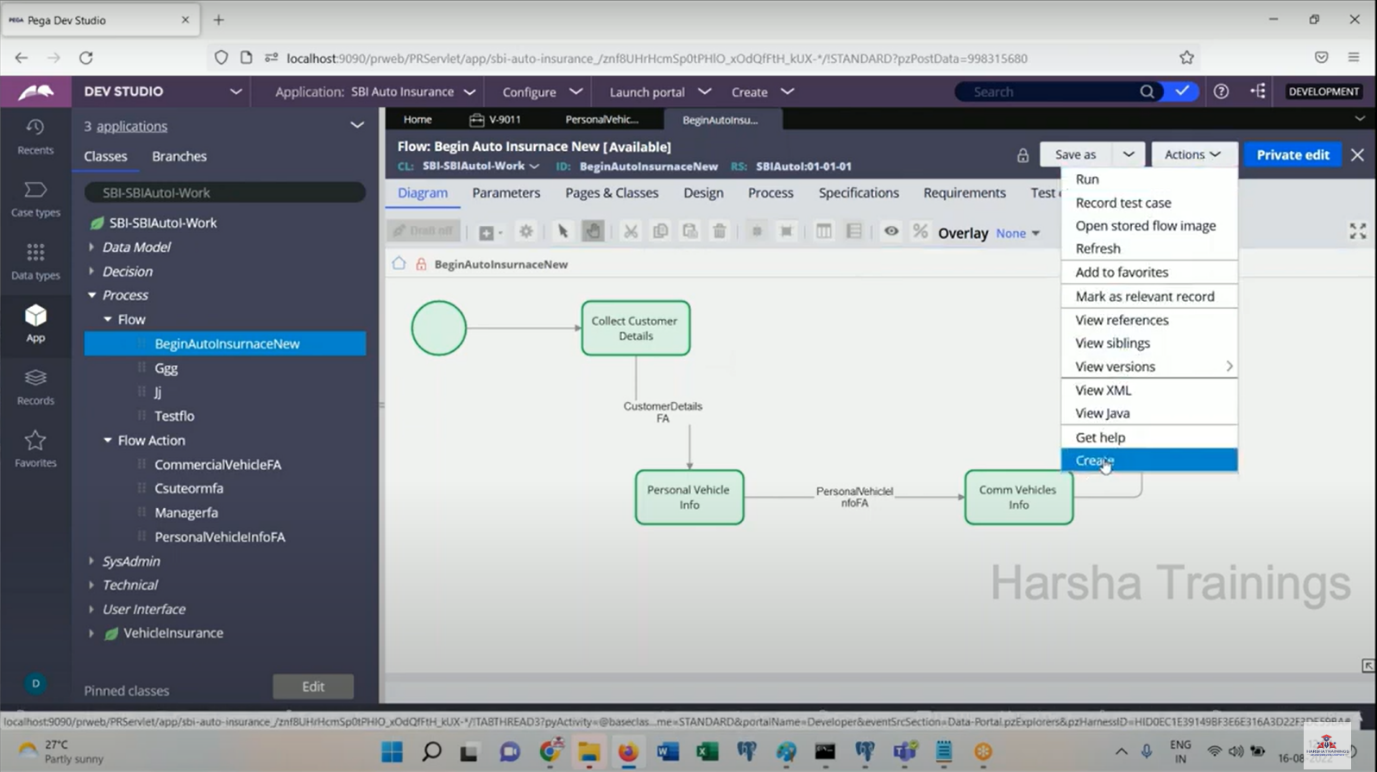 PEGA Pega Dev Studio
localhost:9090/prweb/PRServlet/app/sbi-auto-insurance_/znf8UHrHcmSp0tPHlO_xOdQfFtH_kUX-*/!STANDARD?pzPostData=998315680
DEV STUDIO
Application: SBI Auto Insurance
Configure
Launch portal
Create
Search
DEVELOPMENT
Recents
Case types
Data types
App
Records
Favorites
D
3 applications
Classes Branches
SBI-SBIAutoI-Work
SBI-SBIAutoI-Work
Data Model
Decision
Process
Flow
BeginAutoInsurnaceNew
Ggg
Jj
Testflo
Flow Action
CommercialVehicleFA
Csuteormfa
Managerfa
PersonalVehicleInfoFA
SysAdmin
Technical
User Interface
VehicleInsurance
Pinned classes
Edit
Home V-9011 PersonalVehic... BeginAutoInsu...
Flow: Begin Auto Insurnace New [Available]
CL: SBI-SBIAutoI-Work ID: BeginAutoInsurnaceNew RS: SBIAutoI:01-01-01
Save as Actions Private edit
Diagram Parameters Pages & Classes Design Process Specifications Requirements Test
Draft off Overlay None
BeginAutoInsurnaceNew
Collect Customer
Details
CustomerDetails
FA
Personal Vehicle
Info
PersonalVehicleI
nfoFA
Comm Vehicles
Info
Run
Record test case
Open stored flow image
Refresh
Add to favorites
Mark as relevant record
View references
View siblings
View versions
View XML
View Java
Get help
Create
Harsha Trainings
27°C
Partly sunny
ENG
IN